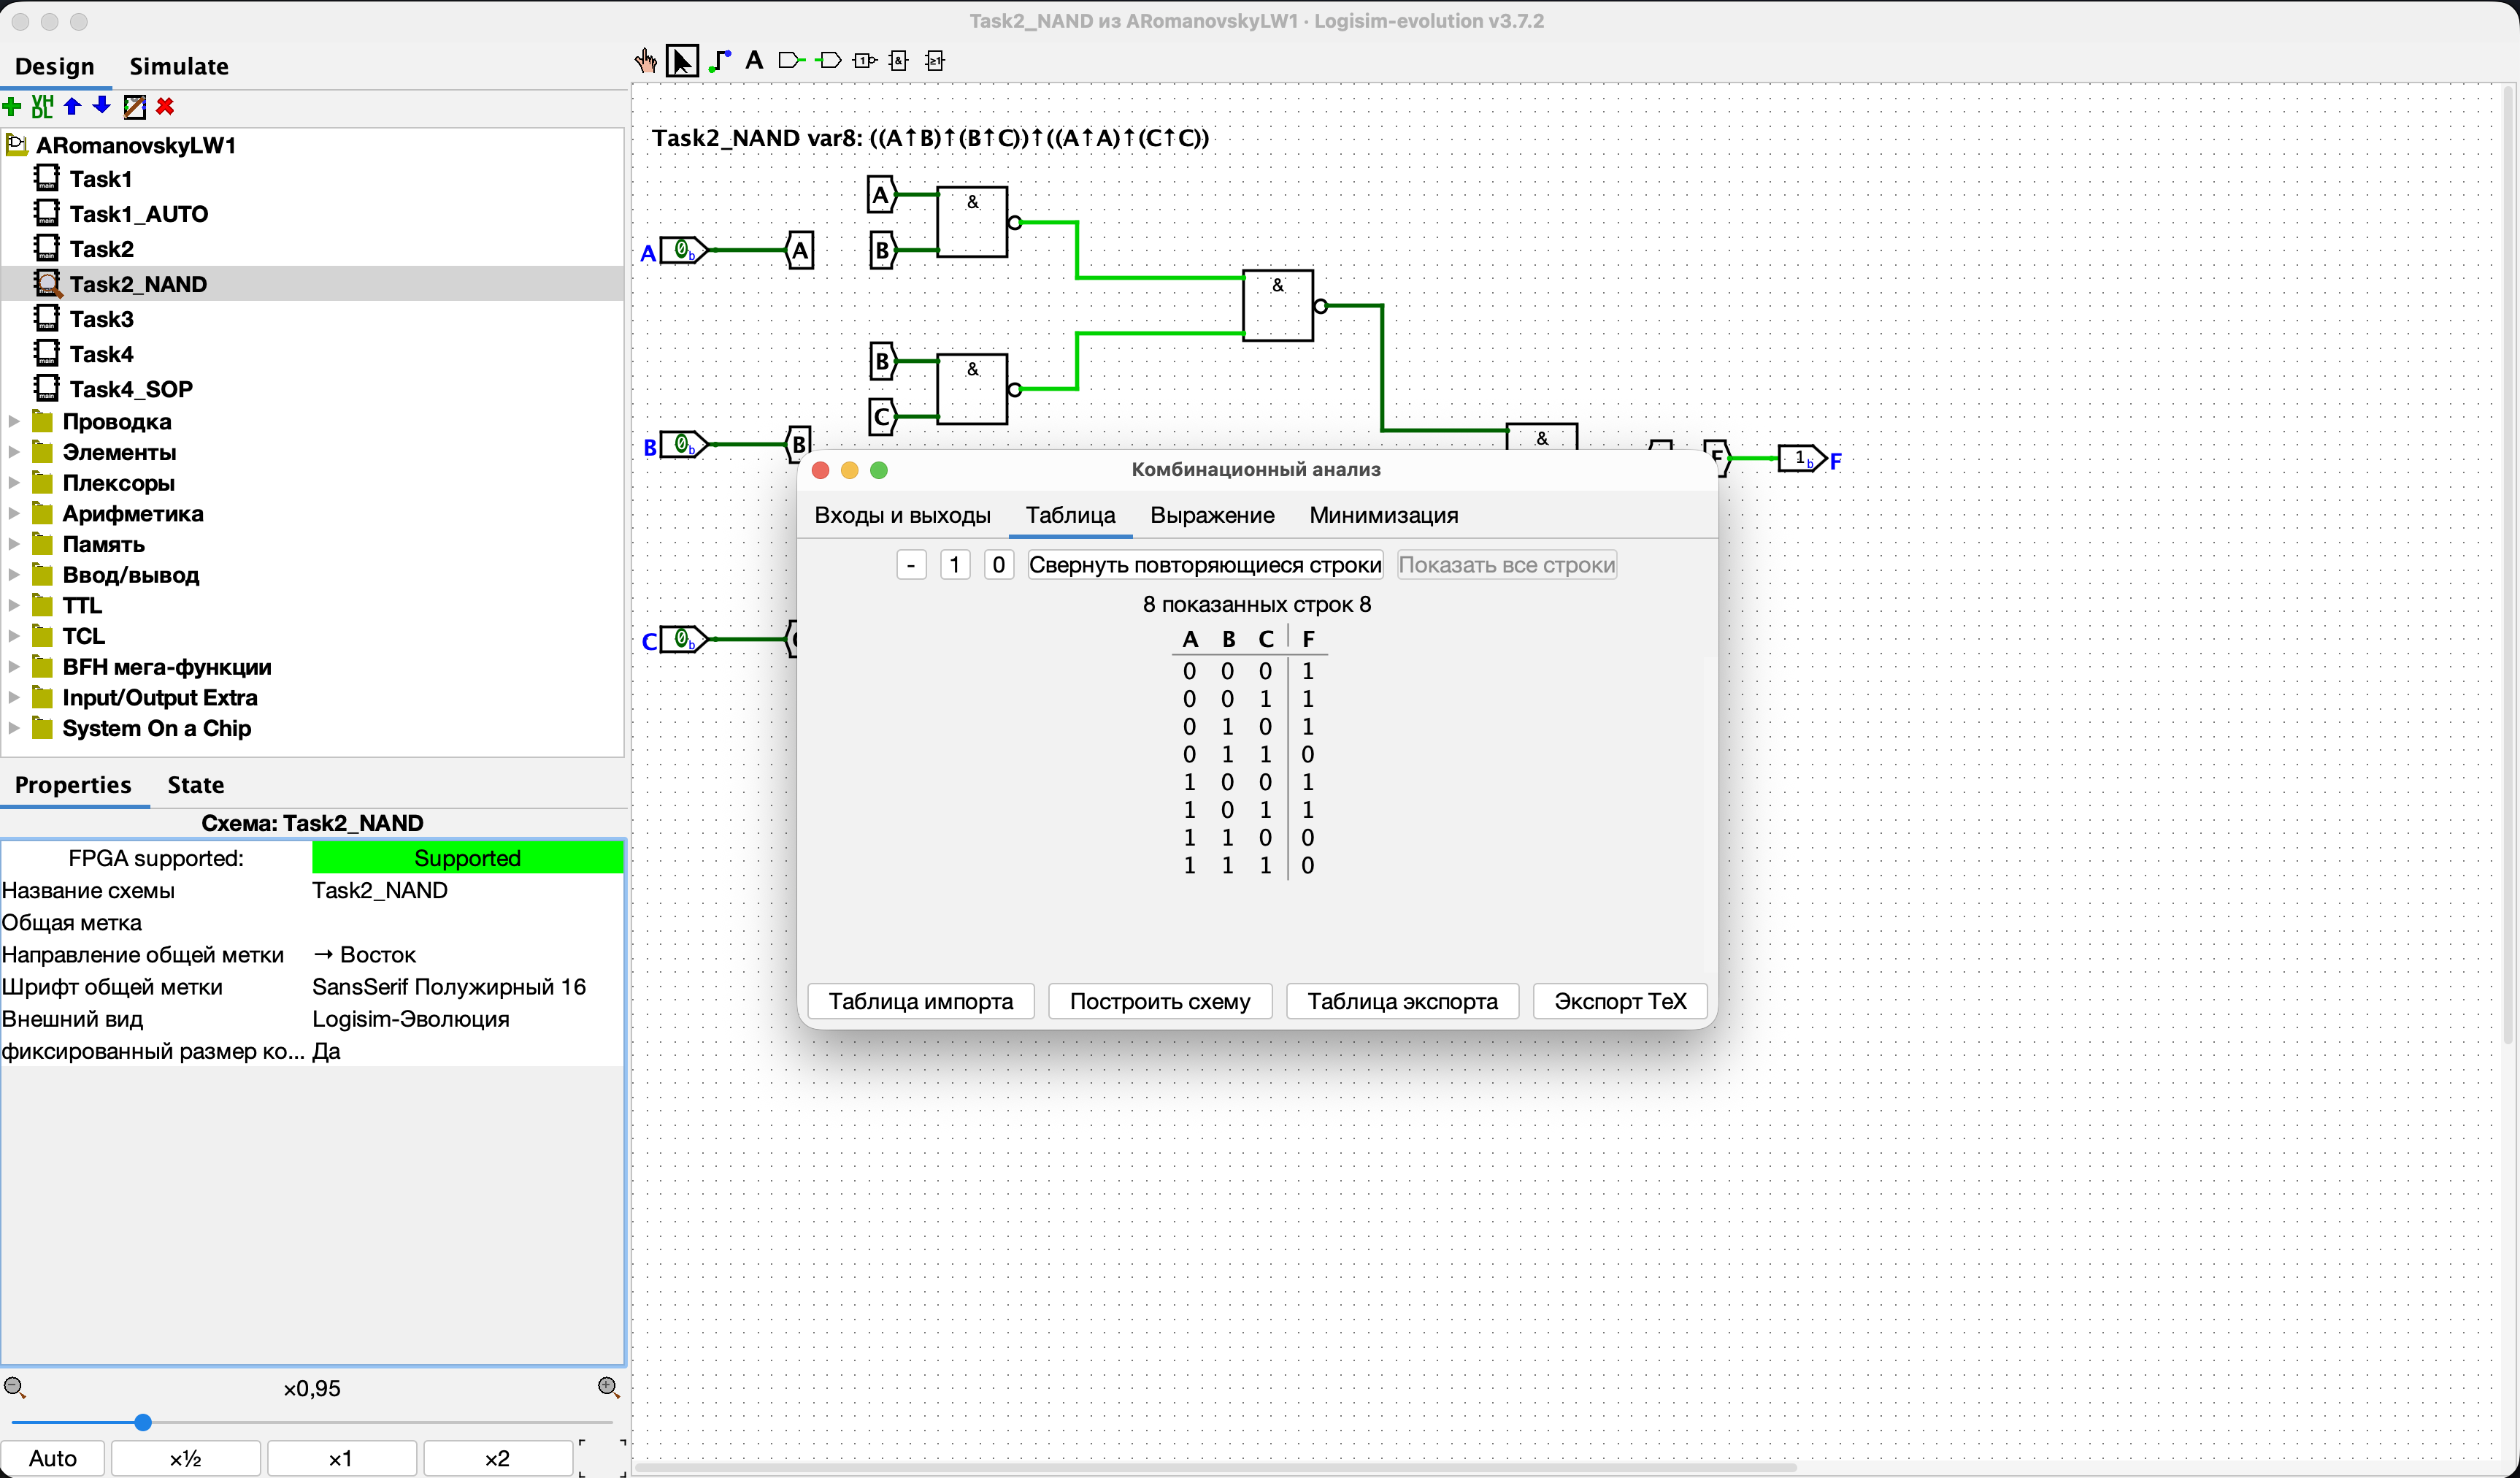 Task2_NAND из ARomanovskyLW1 · Logisim-evolution v3.7.2
Design Simulate
VHDL
ARomanovskyLW1
Task1
Task1_AUTO
Task2
Task2_NAND
Task3
Task4
Task4_SOP
Проводка
Элементы
Плексоры
Арифметика
Память
Ввод/вывод
TTL
TCL
BFH мега-функции
Input/Output Extra
System On a Chip
Properties State
Схема: Task2_NAND
FPGA supported: Supported
Название схемы Task2_NAND
Общая метка
Направление общей метки → Восток
Шрифт общей метки SansSerif Полужирный 16
Внешний вид Logisim-Эволюция
фиксированный размер ко... Да
×0,95
Auto ×½ ×1 ×2
A 1 & ≥1
Task2_NAND var8: ((A↑B)↑(B↑C))↑((A↑A)↑(C↑C))
A &
A 0b A B
&
B &
C
B 0b B & F 1b F
C 0b
Комбинационный анализ
Входы и выходы Таблица Выражение Минимизация
- 1 0 Свернуть повторяющиеся строки Показать все строки
8 показанных строк 8
A B C F
0 0 0 1
0 0 1 1
0 1 0 1
0 1 1 0
1 0 0 1
1 0 1 1
1 1 0 0
1 1 1 0
Таблица импорта Построить схему Таблица экспорта Экспорт TeX